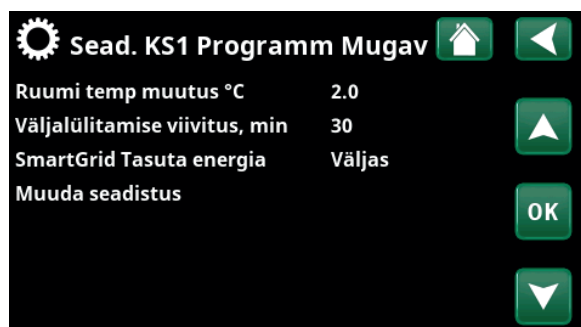 Sead. KS1 Programm Mugav
Ruumi temp muutus °C 2.0
Väljalülitamise viivitus, min 30
SmartGrid Tasuta energia Väljas
Muuda seadistus
OK